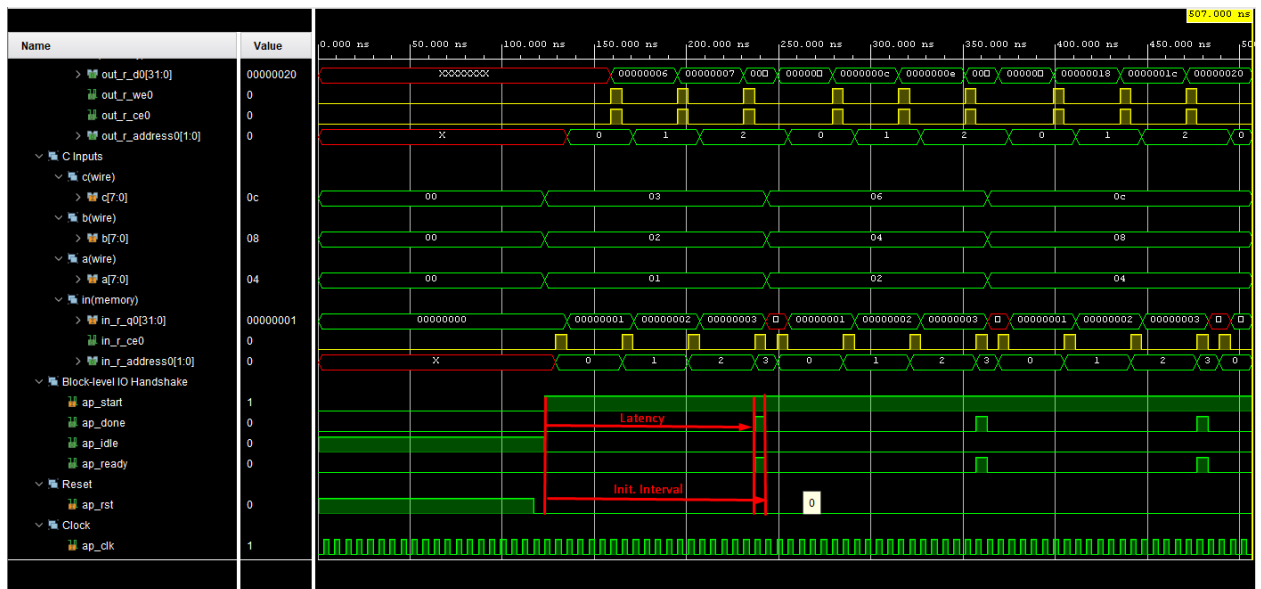 507.000 ns
Name Value 0.000 ns 50.000 ns 100.000 ns 150.000 ns 200.000 ns 250.000 ns 300.000 ns 350.000 ns 400.000 ns 450.000 ns 50
out_r_d0[31:0] 00000020 XXXXXXXX 00000006 00000007 00 00000 0000000c 0000000e 00 00000 00000018 0000001c 00000020
out_r_we0 0
out_r_ce0 0
out_r_address0[1:0] 0 X 0 1 2 0 1 2 0 1 2 0
C Inputs
c(wire)
c[7:0] 0c 00 03 06 0c
b(wire)
b[7:0] 08 00 02 04 08
a(wire)
a[7:0] 04 00 01 02 04
in(memory)
in_r_q0[31:0] 00000001 00000000 00000001 00000002 00000003 00000001 00000002 00000003 00000001 00000002 00000003
in_r_ce0 0
in_r_address0[1:0] 0 X 0 1 2 3 0 1 2 3 0 1 2 3 0
Block-level IO Handshake
ap_start 1
ap_done 0 Latency
ap_idle 0
ap_ready 0
Reset Init. Interval
ap_rst 0 0
Clock
ap_clk 1